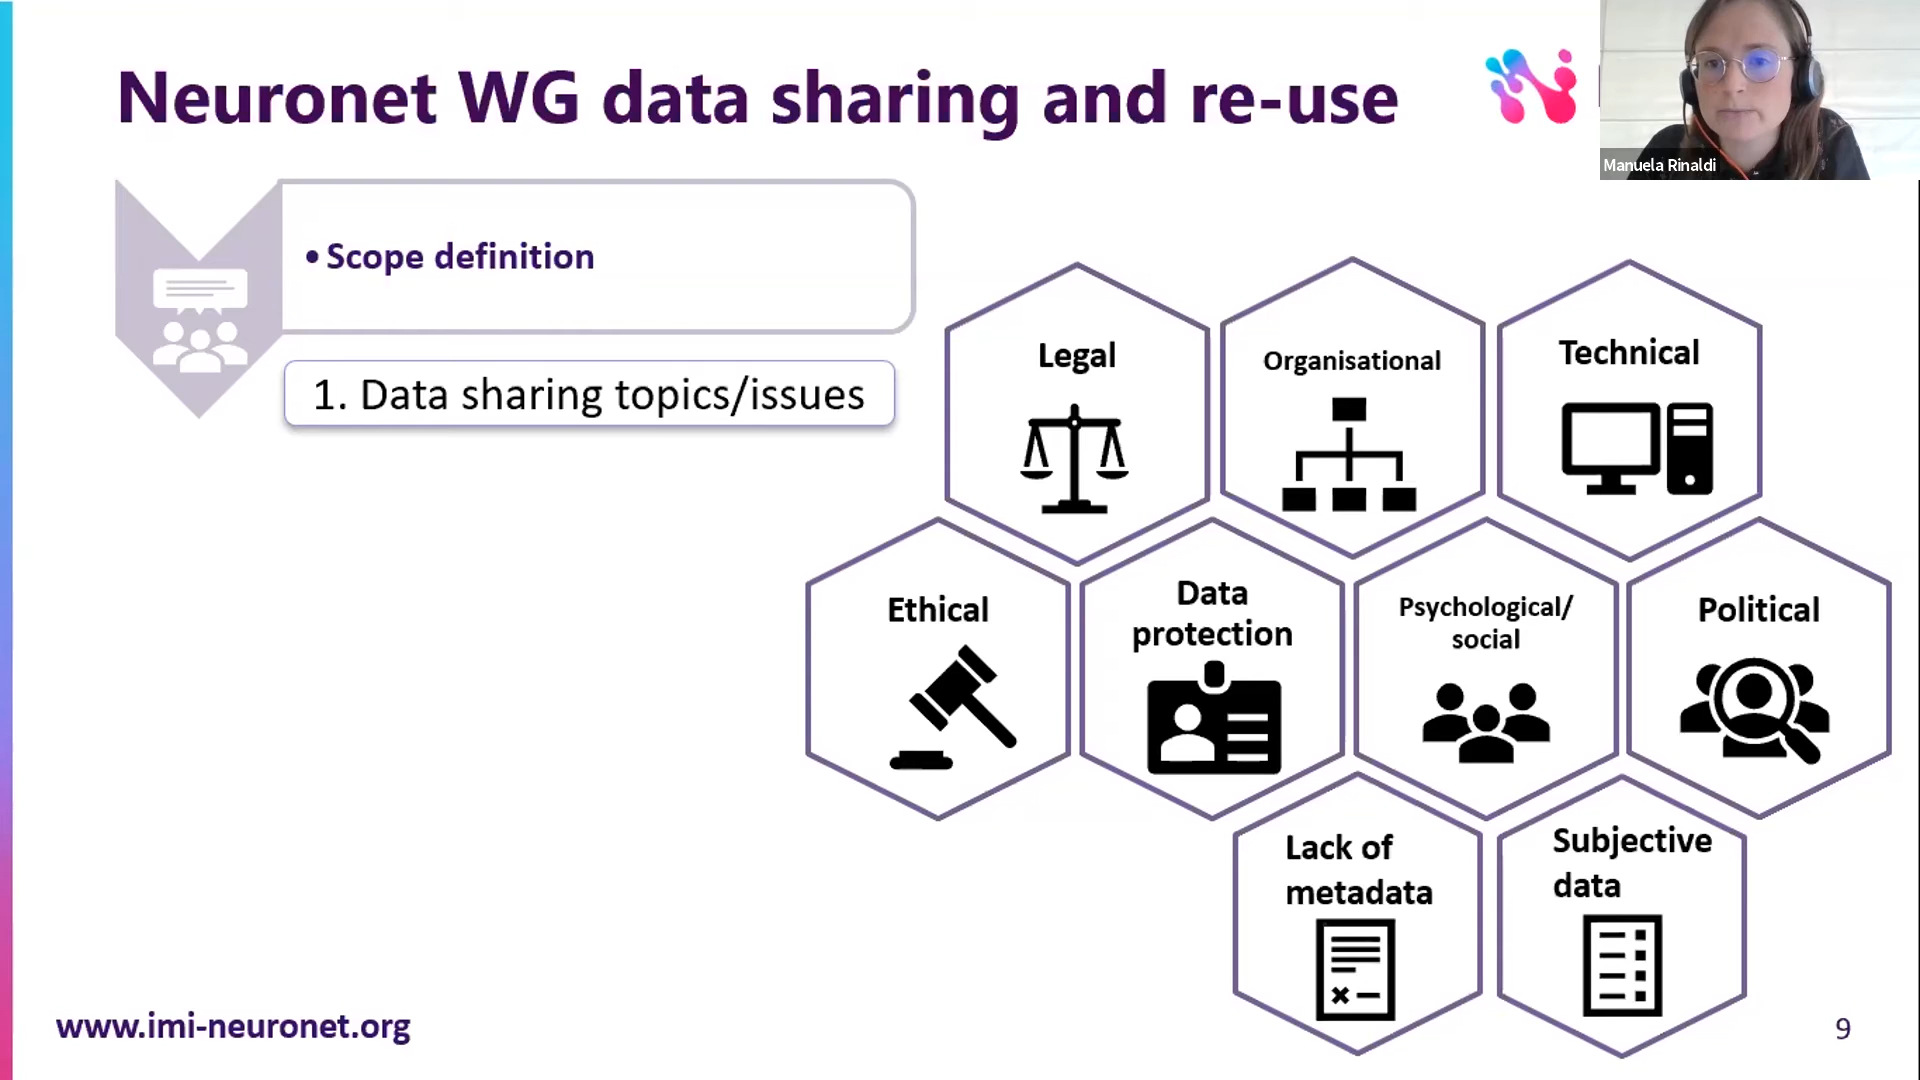 Neuronet WG data sharing and re-use
Manuela Rinaldi
• Scope definition
1. Data sharing topics/issues
Legal
Organisational
Technical
Ethical
Data
protection
Psychological/
social
Political
Lack of
metadata
Subjective
data
www.imi-neuronet.org
9